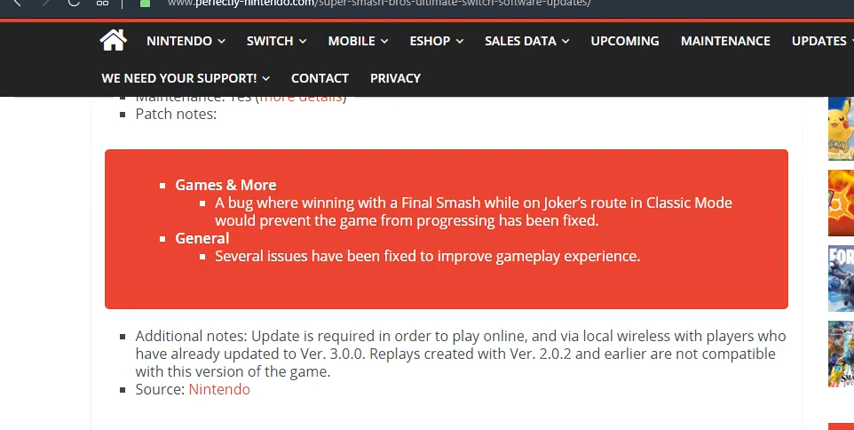 www.perfectly-nintendo.com/super-smash-bros-ultimate-switch-software-updates/
NINTENDO SWITCH MOBILE ESHOP SALES DATA UPCOMING MAINTENANCE UPDATES
WE NEED YOUR SUPPORT! CONTACT PRIVACY
Maintenance: Yes (more details)
Patch notes:
Games & More
A bug where winning with a Final Smash while on Joker’s route in Classic Mode
would prevent the game from progressing has been fixed.
General
Several issues have been fixed to improve gameplay experience.
Additional notes: Update is required in order to play online, and via local wireless with players who
have already updated to Ver. 3.0.0. Replays created with Ver. 2.0.2 and earlier are not compatible
with this version of the game.
Source: Nintendo